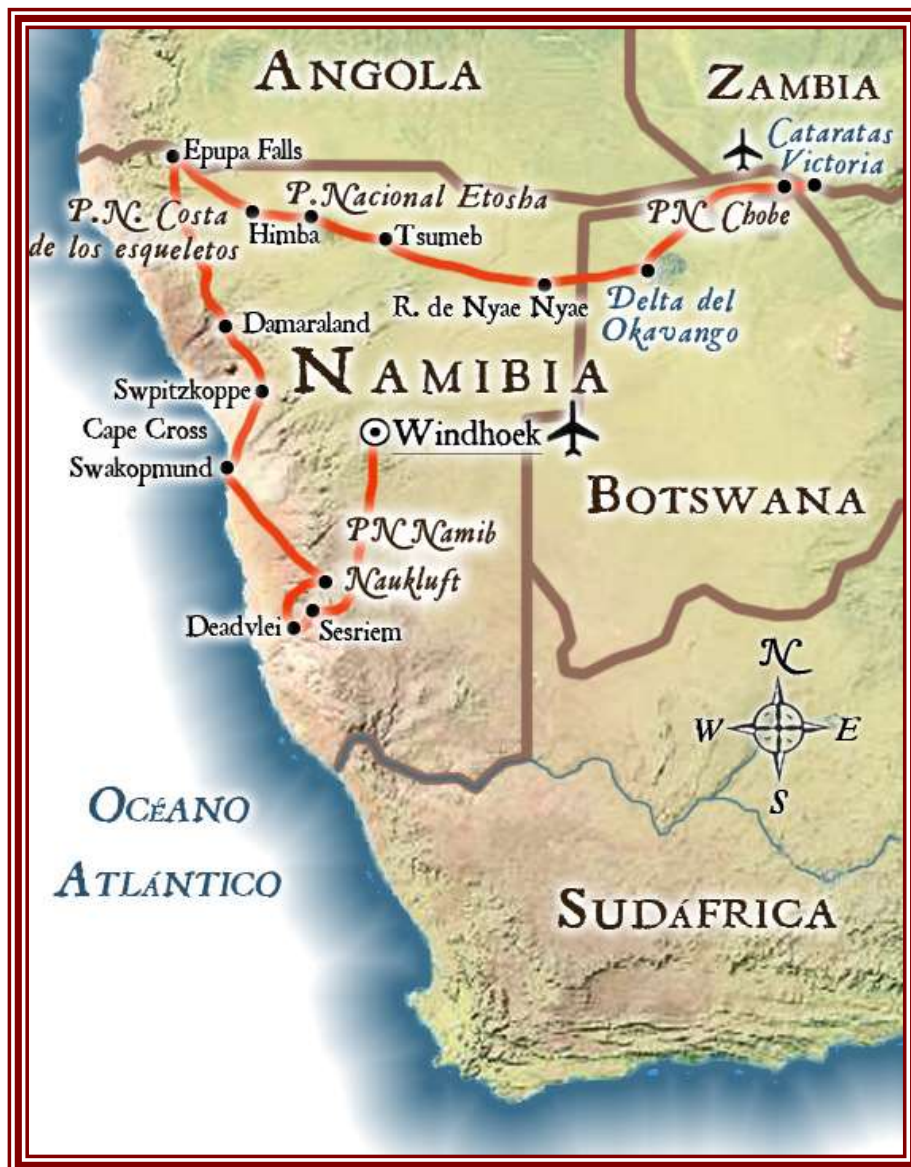 ANGOLA
ZAMBIA
Cataratas
Victoria
Epupa Falls
P. Nacional Etosha
P.N. Costa
de los esqueletos
Himba
Tsumeb
PN Chobe
R. de Nyae Nyae
Delta del
Okavango
Damaraland
NAMIBIA
Swpitzkoppe
Cape Cross
Windhoek
Swakopmund
BOTSWANA
PN Namib
Naukluft
Deadvlei
Sesriem
N
W
E
S
OCÉANO
ATLÁNTICO
SUDÁFRICA